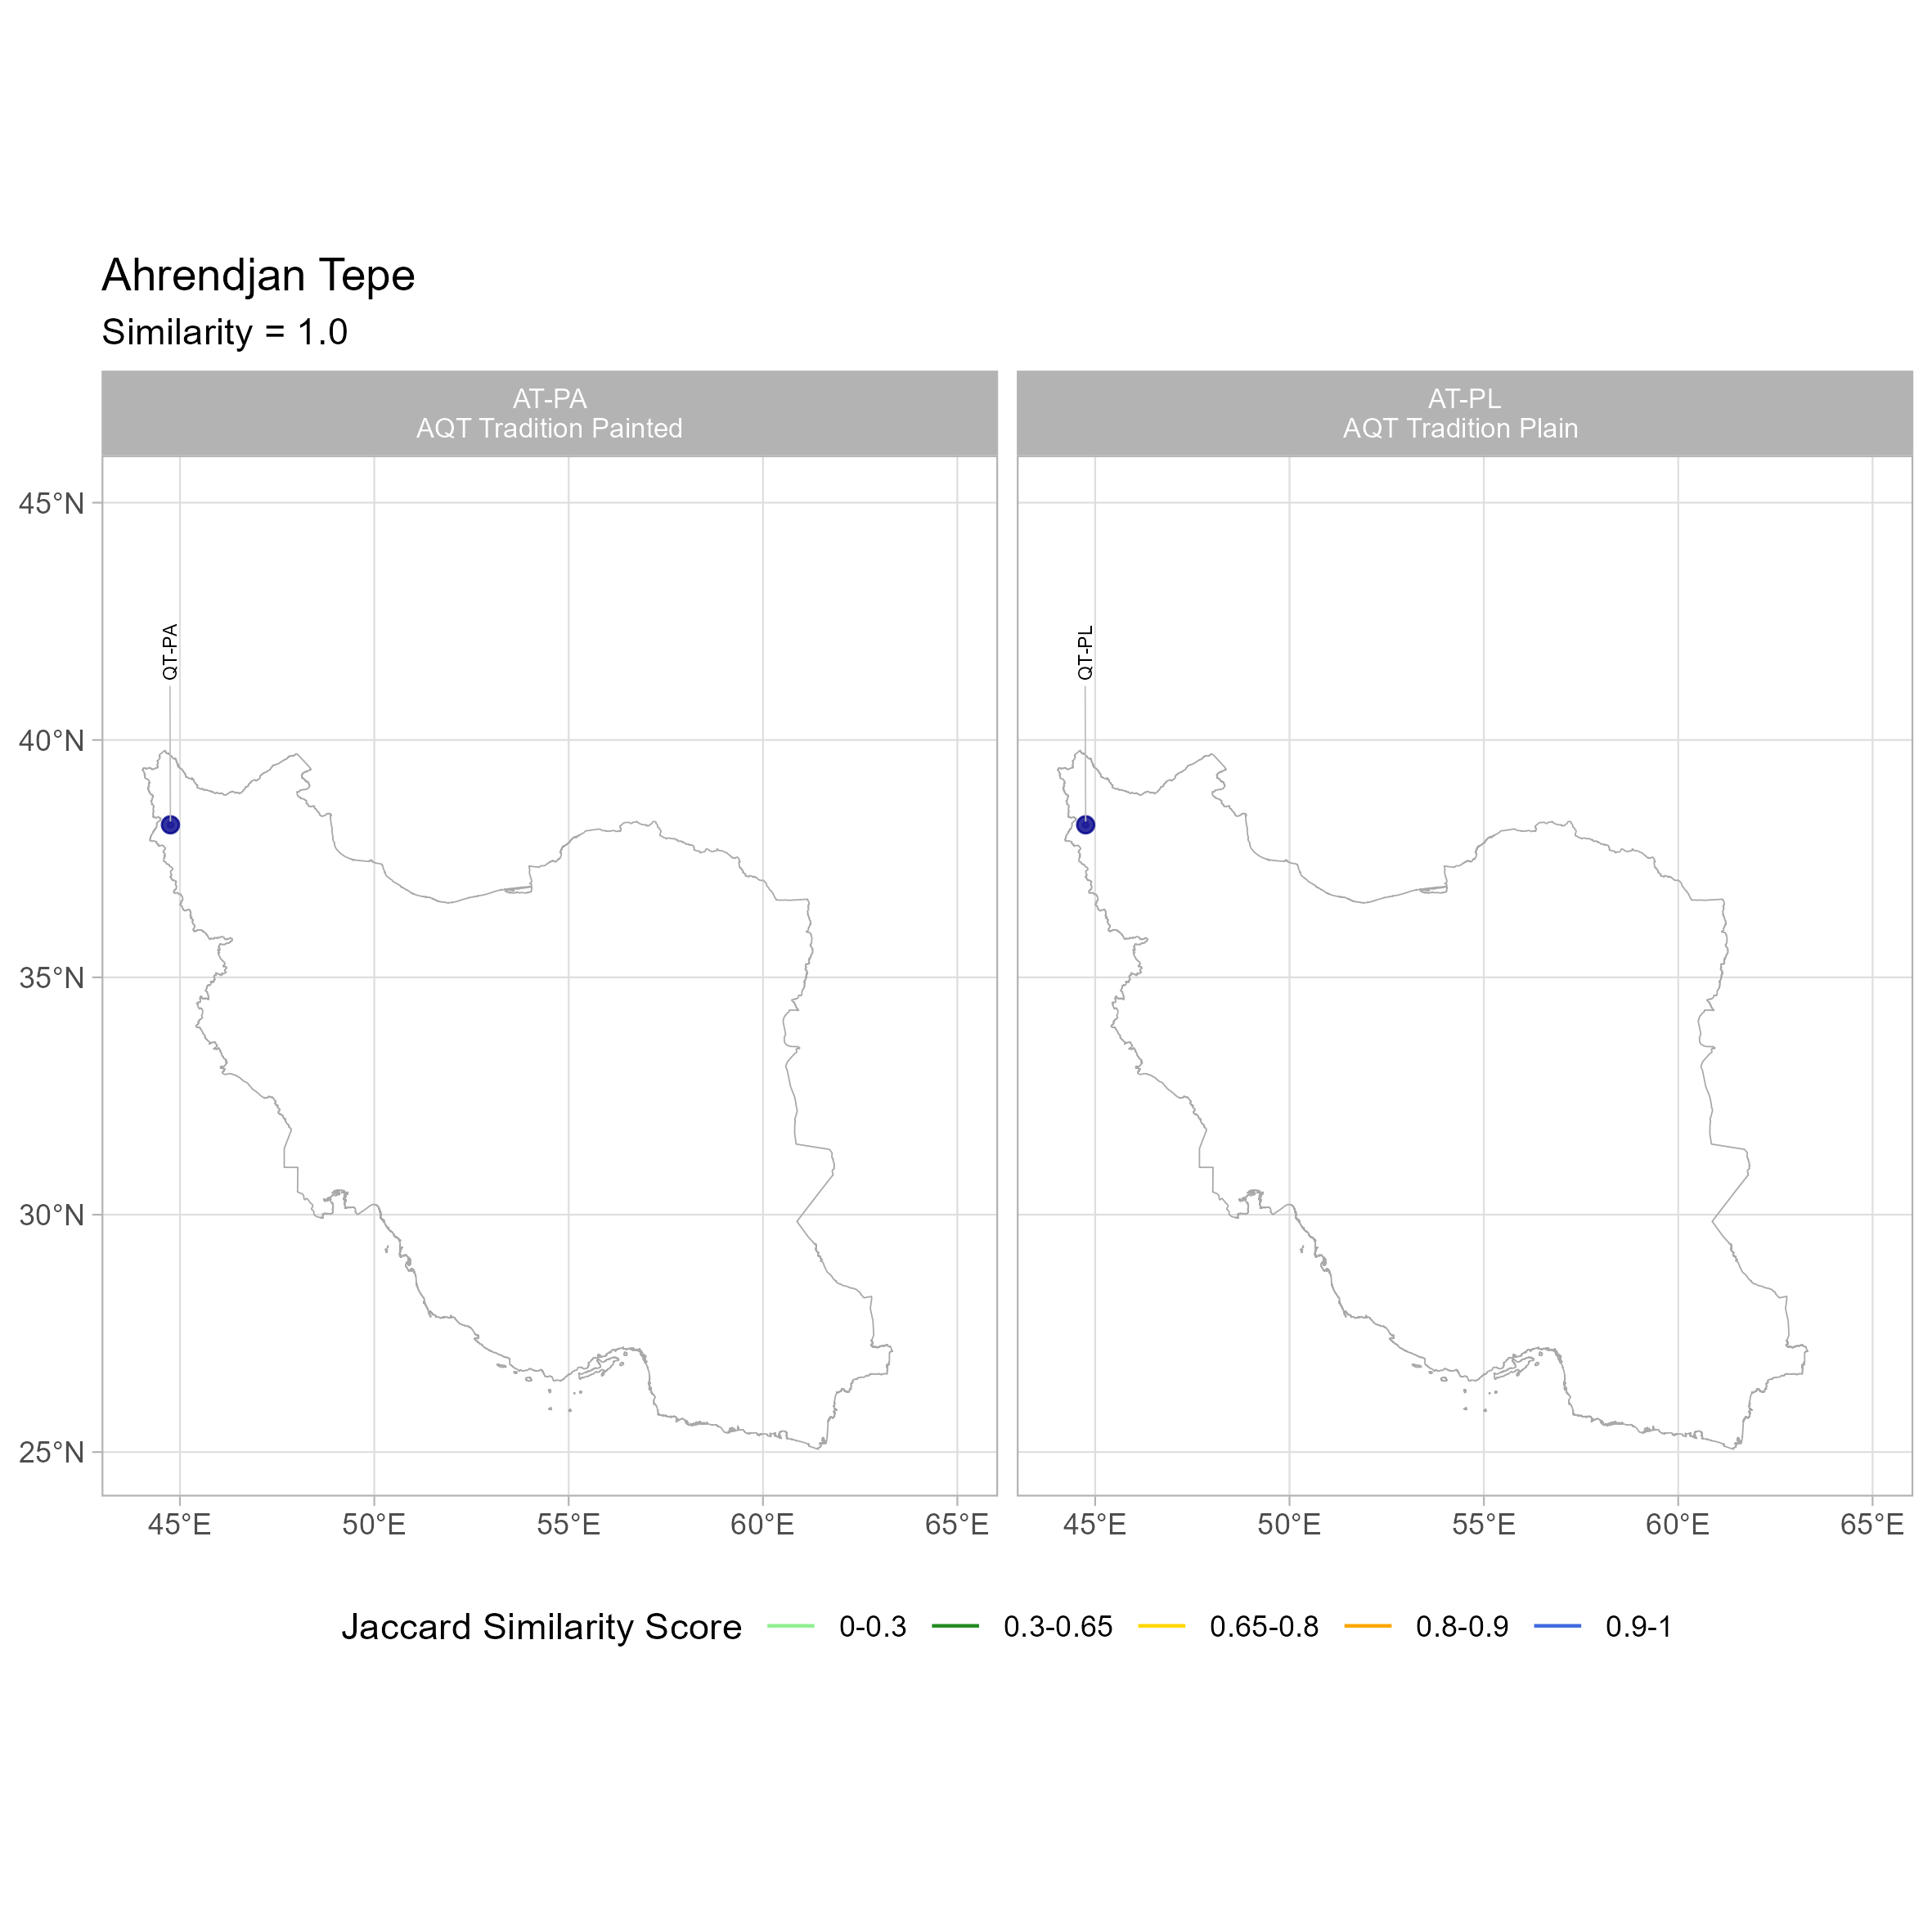 Ahrendjan Tepe
Similarity = 1.0
AT-PA
AQT Tradition Painted
AT-PL
AQT Tradition Plain
45°N
40°N
35°N
30°N
25°N
QT-PA
QT-PL
45°E 50°E 55°E 60°E 65°E
45°E 50°E 55°E 60°E 65°E
Jaccard Similarity Score 0-0.3 0.3-0.65 0.65-0.8 0.8-0.9 0.9-1